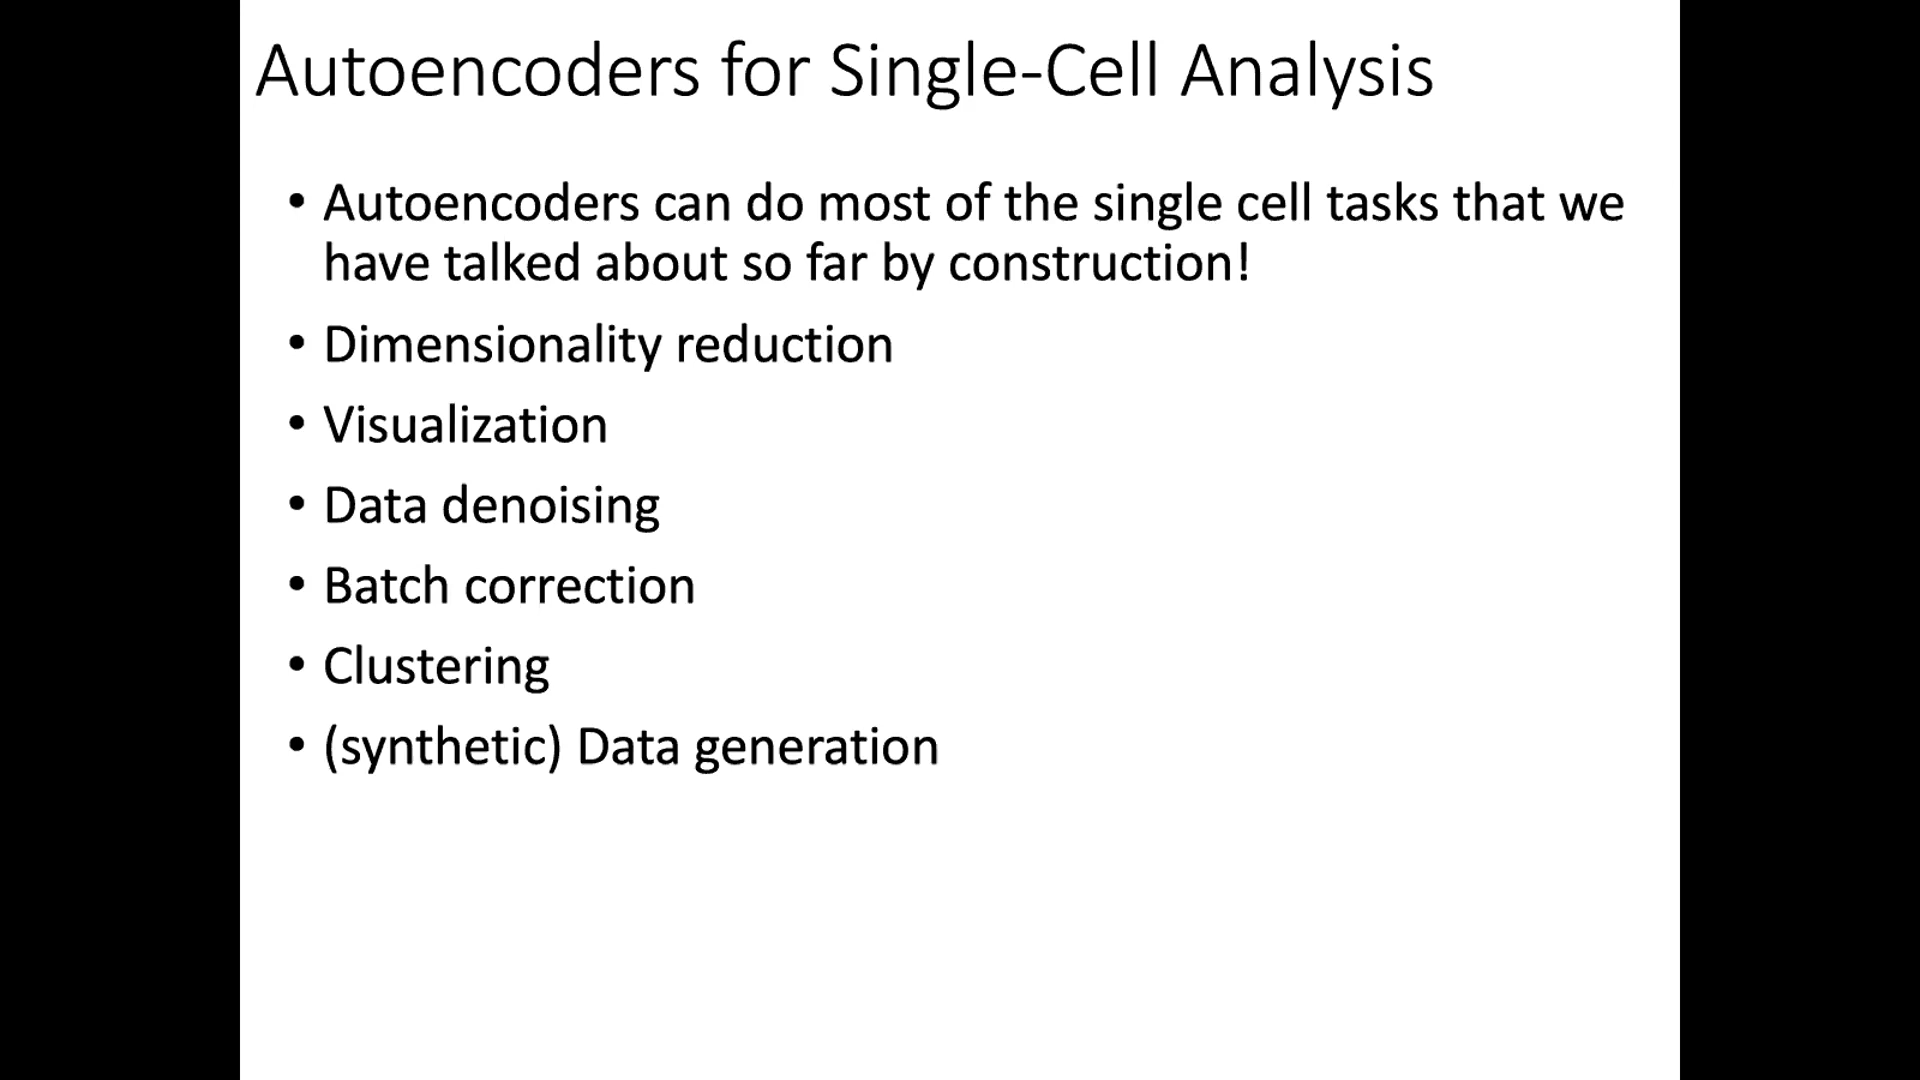 Autoencoders for Single-Cell Analysis
• Autoencoders can do most of the single cell tasks that we
have talked about so far by construction!
• Dimensionality reduction
• Visualization
• Data denoising
• Batch correction
• Clustering
• (synthetic) Data generation